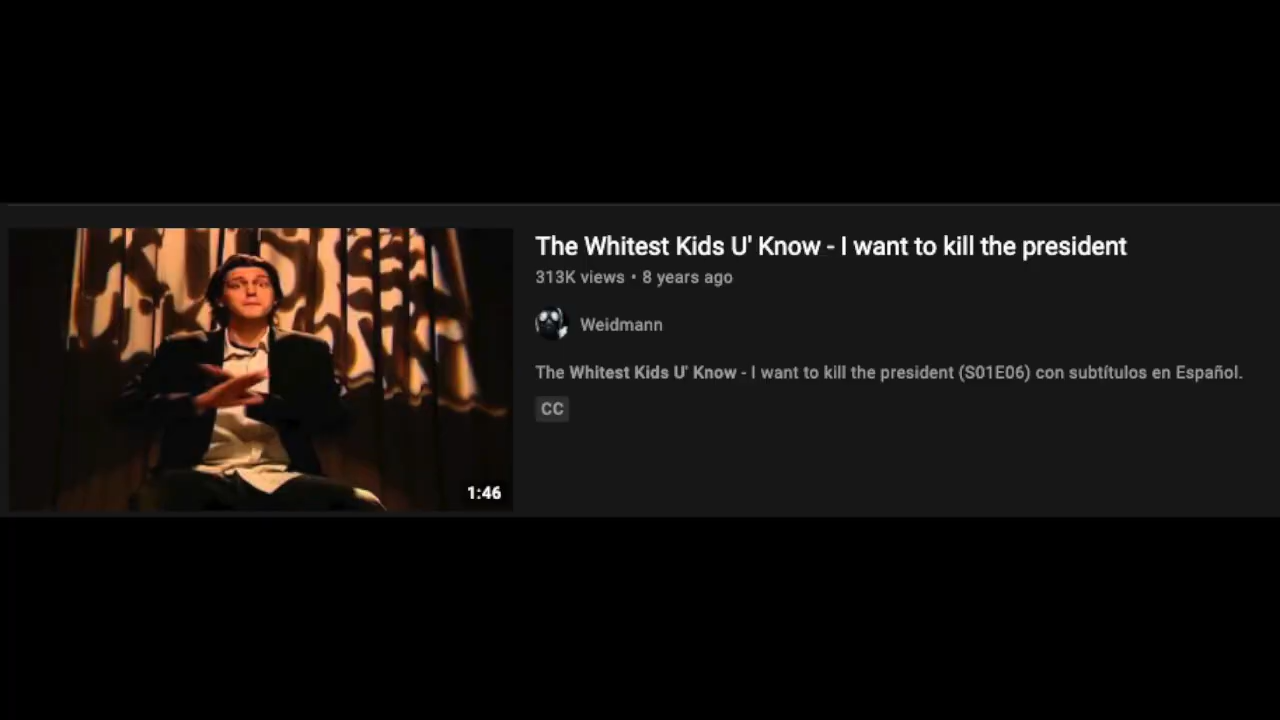 The Whitest Kids U' Know - I want to kill the president
313K views • 8 years ago
Weidmann
The Whitest Kids U' Know - I want to kill the president (S01E06) con subtítulos en Español.
CC
1:46